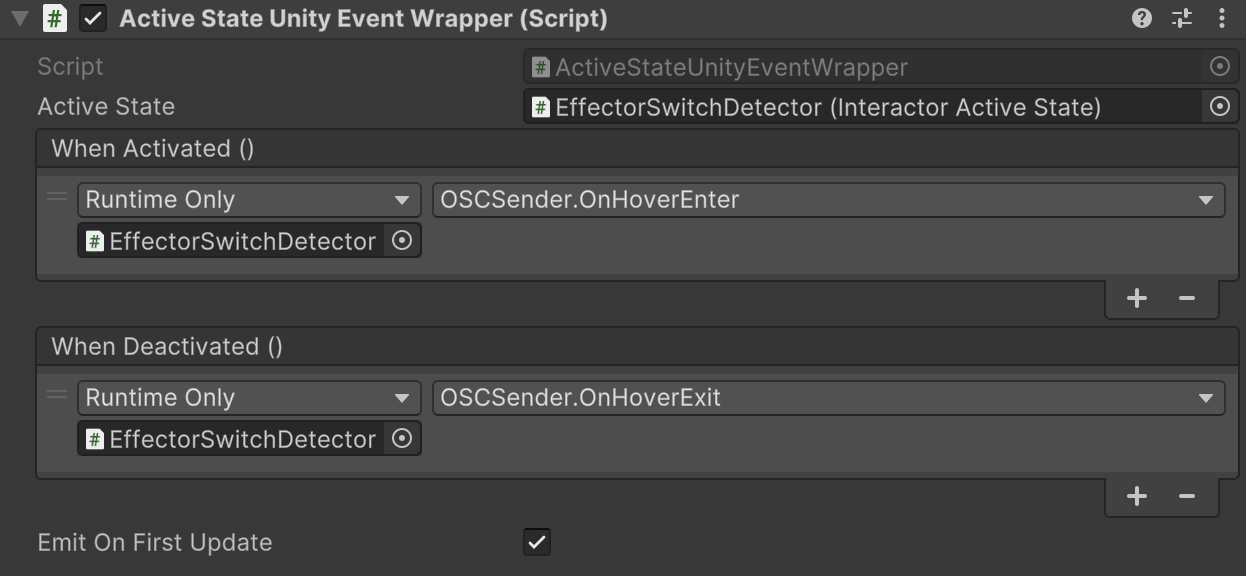 # Active State Unity Event Wrapper (Script)
Script # ActiveStateUnityEventWrapper
Active State # EffectorSwitchDetector (Interactor Active State)
When Activated ()
Runtime Only OSCSender.OnHoverEnter
# EffectorSwitchDetector
+ −
When Deactivated ()
Runtime Only OSCSender.OnHoverExit
# EffectorSwitchDetector
+ −
Emit On First Update